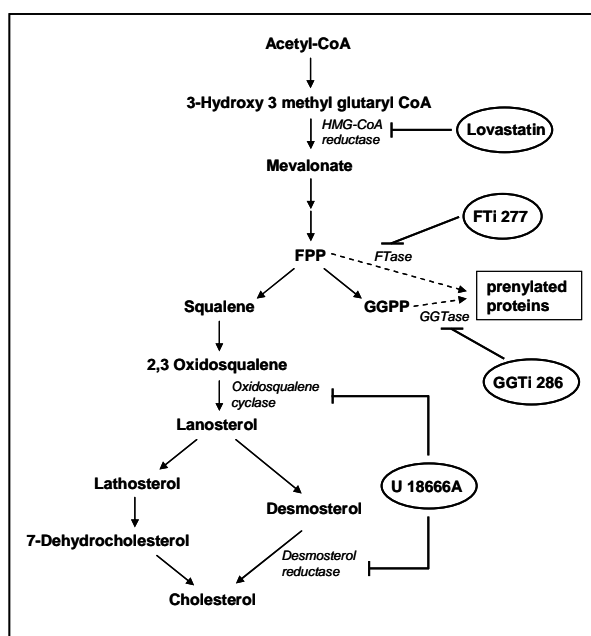 Acetyl-CoA
3-Hydroxy 3 methyl glutaryl CoA
HMG-CoA
reductase
Lovastatin
Mevalonate
FTi 277
FPP
FTase
prenylated
proteins
Squalene
GGPP
GGTase
2,3 Oxidosqualene
GGTi 286
Oxidosqualene
cyclase
Lanosterol
Lathosterol
U 18666A
Desmosterol
7-Dehydrocholesterol
Desmosterol
reductase
Cholesterol